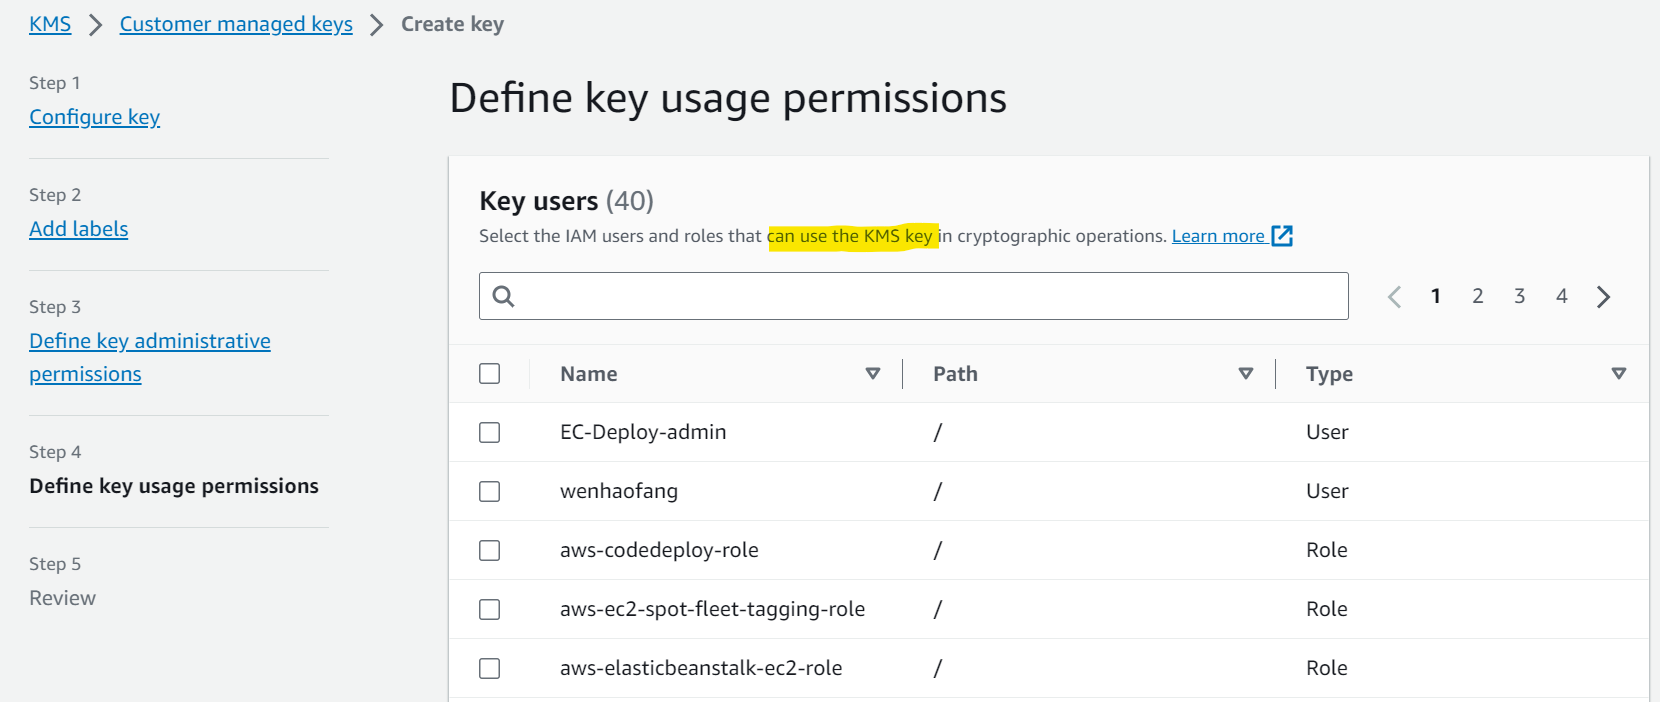 KMS > Customer managed keys > Create key
Step 1
Configure key
Step 2
Add labels
Step 3
Define key administrative
permissions
Step 4
Define key usage permissions
Step 5
Review
Define key usage permissions
Key users (40)
Select the IAM users and roles that can use the KMS key in cryptographic operations. Learn more
1 2 3 4
Name Path Type
EC-Deploy-admin / User
wenhaofang / User
aws-codedeploy-role / Role
aws-ec2-spot-fleet-tagging-role / Role
aws-elasticbeanstalk-ec2-role / Role